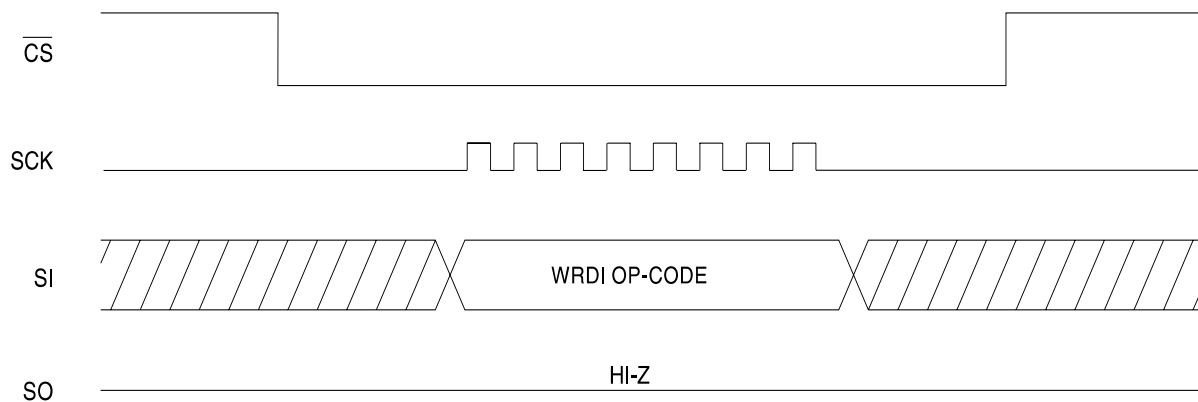 CS
SCK
SI
WRDI OP-CODE
HI-Z
SO